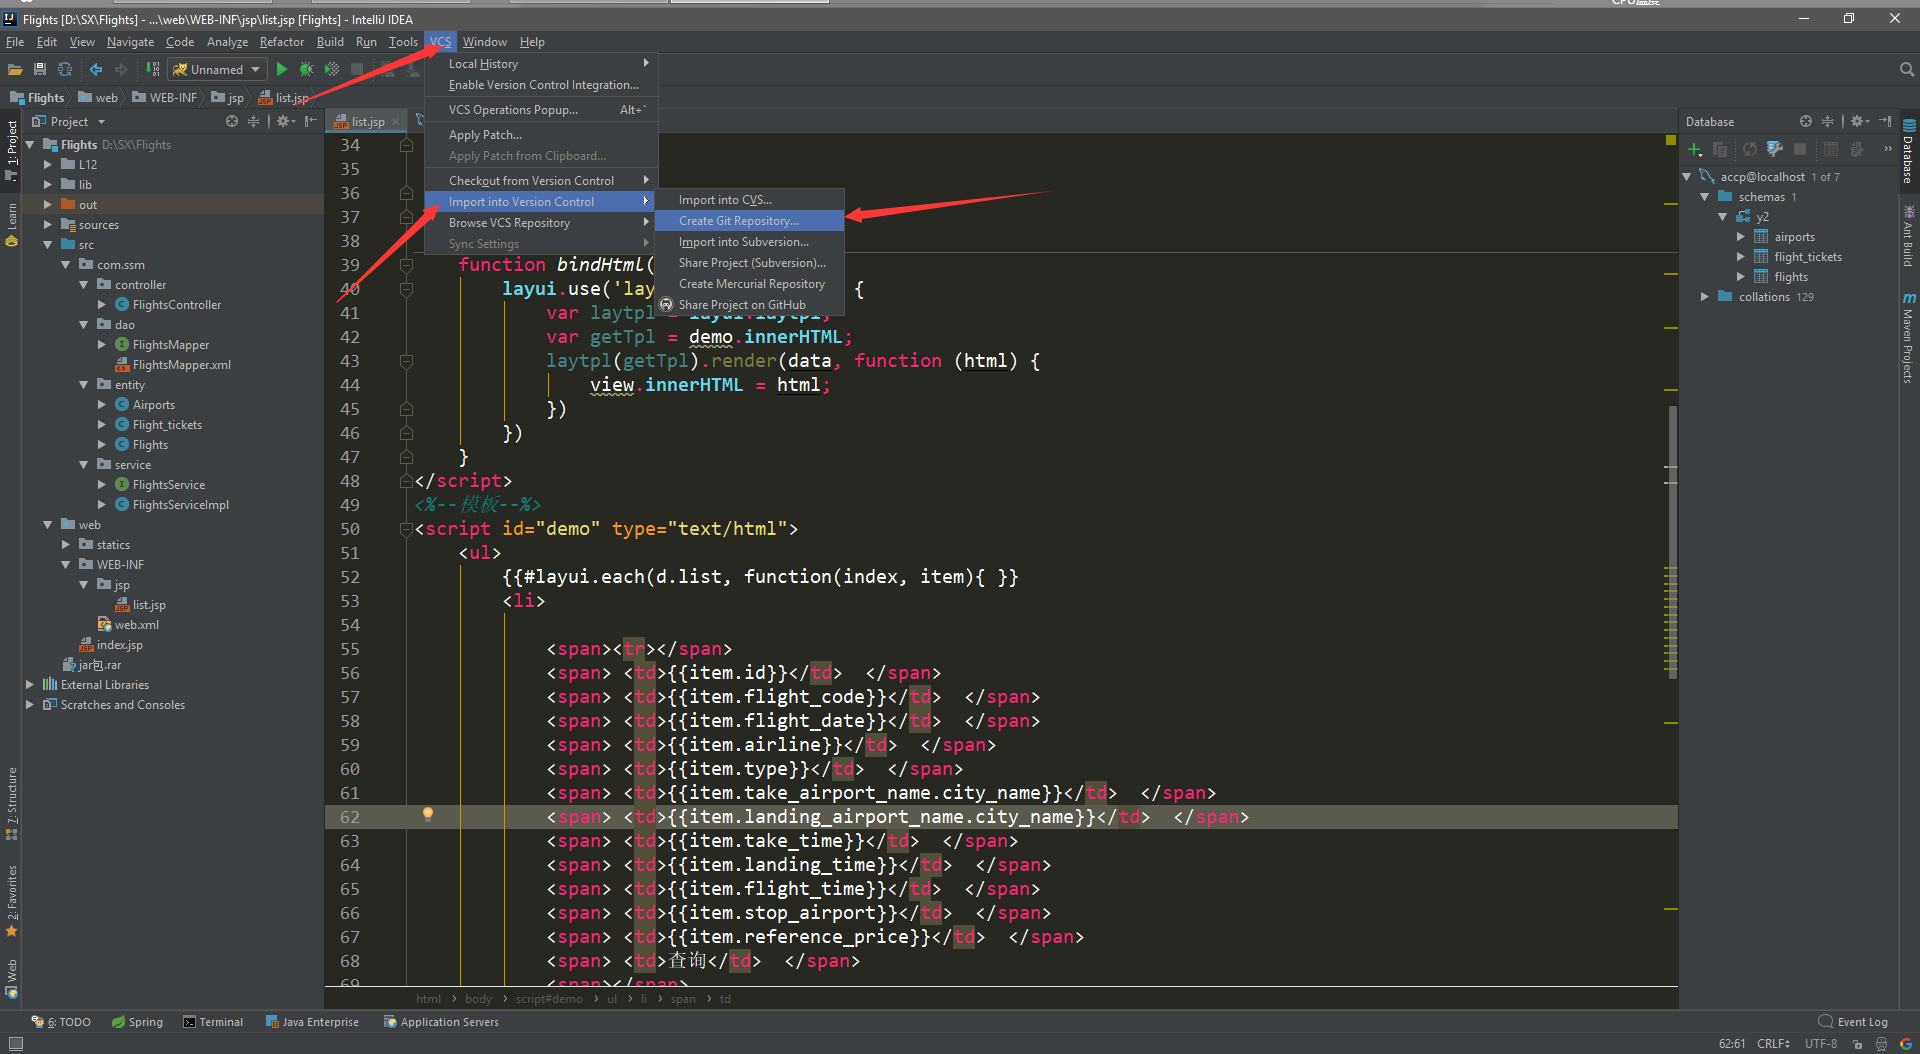 CPU温度
Flights [D:\SX\Flights] - ...\web\WEB-INF\jsp\list.jsp [Flights] - IntelliJ IDEA
File Edit View Navigate Code Analyze Refactor Build Run Tools VCS Window Help
Unnamed
Flights web WEB-INF jsp list.jsp
Local History
Enable Version Control Integration...
VCS Operations Popup... Alt+`
Apply Patch...
Apply Patch from Clipboard...
Checkout from Version Control
Import into Version Control
Browse VCS Repository
Sync Settings
Import into CVS...
Create Git Repository...
Import into Subversion...
Share Project (Subversion)...
Create Mercurial Repository
Share Project on GitHub
1: Project
Learn
7: Structure
2: Favorites
Web
Project
Flights D:\SX\Flights
L12
lib
out
sources
src
com.ssm
controller
FlightsController
dao
FlightsMapper
FlightsMapper.xml
entity
Airports
Flight_tickets
Flights
service
FlightsService
FlightsServiceImpl
web
statics
WEB-INF
jsp
list.jsp
web.xml
index.jsp
jar包.rar
External Libraries
Scratches and Consoles
list.jsp
34
35
36
37
38
39 function bindHtml(
40 layui.use('lay {
41 var laytpl = layui.laytpl;
42 var getTpl = demo.innerHTML;
43 laytpl(getTpl).render(data, function (html) {
44 view.innerHTML = html;
45 })
46 })
47 }
48 </script>
49 <%--模板--%>
50 <script id="demo" type="text/html">
51 <ul>
52 {{#layui.each(d.list, function(index, item){ }}
53 <li>
54
55 <span><tr></span>
56 <span> <td>{{item.id}}</td> </span>
57 <span> <td>{{item.flight_code}}</td> </span>
58 <span> <td>{{item.flight_date}}</td> </span>
59 <span> <td>{{item.airline}}</td> </span>
60 <span> <td>{{item.type}}</td> </span>
61 <span> <td>{{item.take_airport_name.city_name}}</td> </span>
62 <span> <td>{{item.landing_airport_name.city_name}}</td> </span>
63 <span> <td>{{item.take_time}}</td> </span>
64 <span> <td>{{item.landing_time}}</td> </span>
65 <span> <td>{{item.flight_time}}</td> </span>
66 <span> <td>{{item.stop_airport}}</td> </span>
67 <span> <td>{{item.reference_price}}</td> </span>
68 <span> <td>查询</td> </span>
69 <span></span>
html body script#demo ul li span td
Database
accp@localhost 1 of 7
schemas 1
y2
airports
flight_tickets
flights
collations 129
Database
Ant Build
Maven Projects
6: TODO Spring Terminal Java Enterprise Application Servers Event Log
62:61 CRLF UTF-8